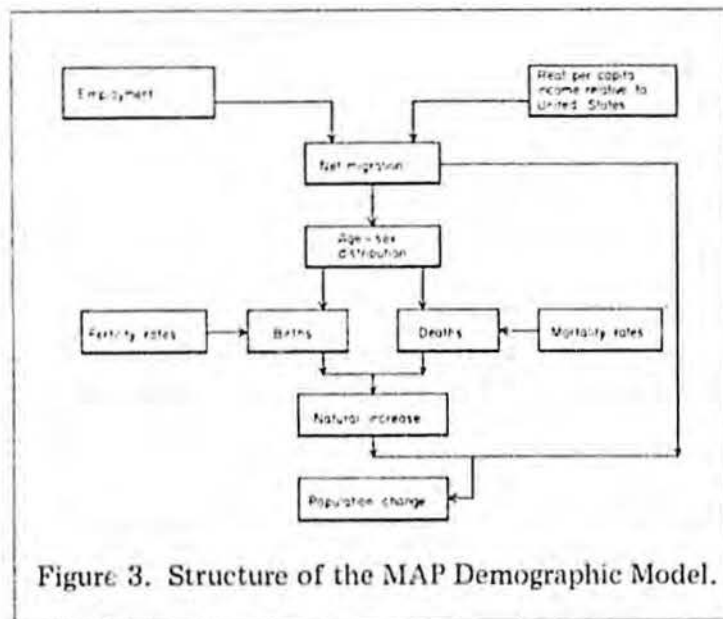 Employment
Real per capita
income relative to
United States
Net migration
Age-sex
distribution
Fertility rates
Births
Deaths
Mortality rates
Natural increase
Population change
Figure 3. Structure of the MAP Demographic Model.